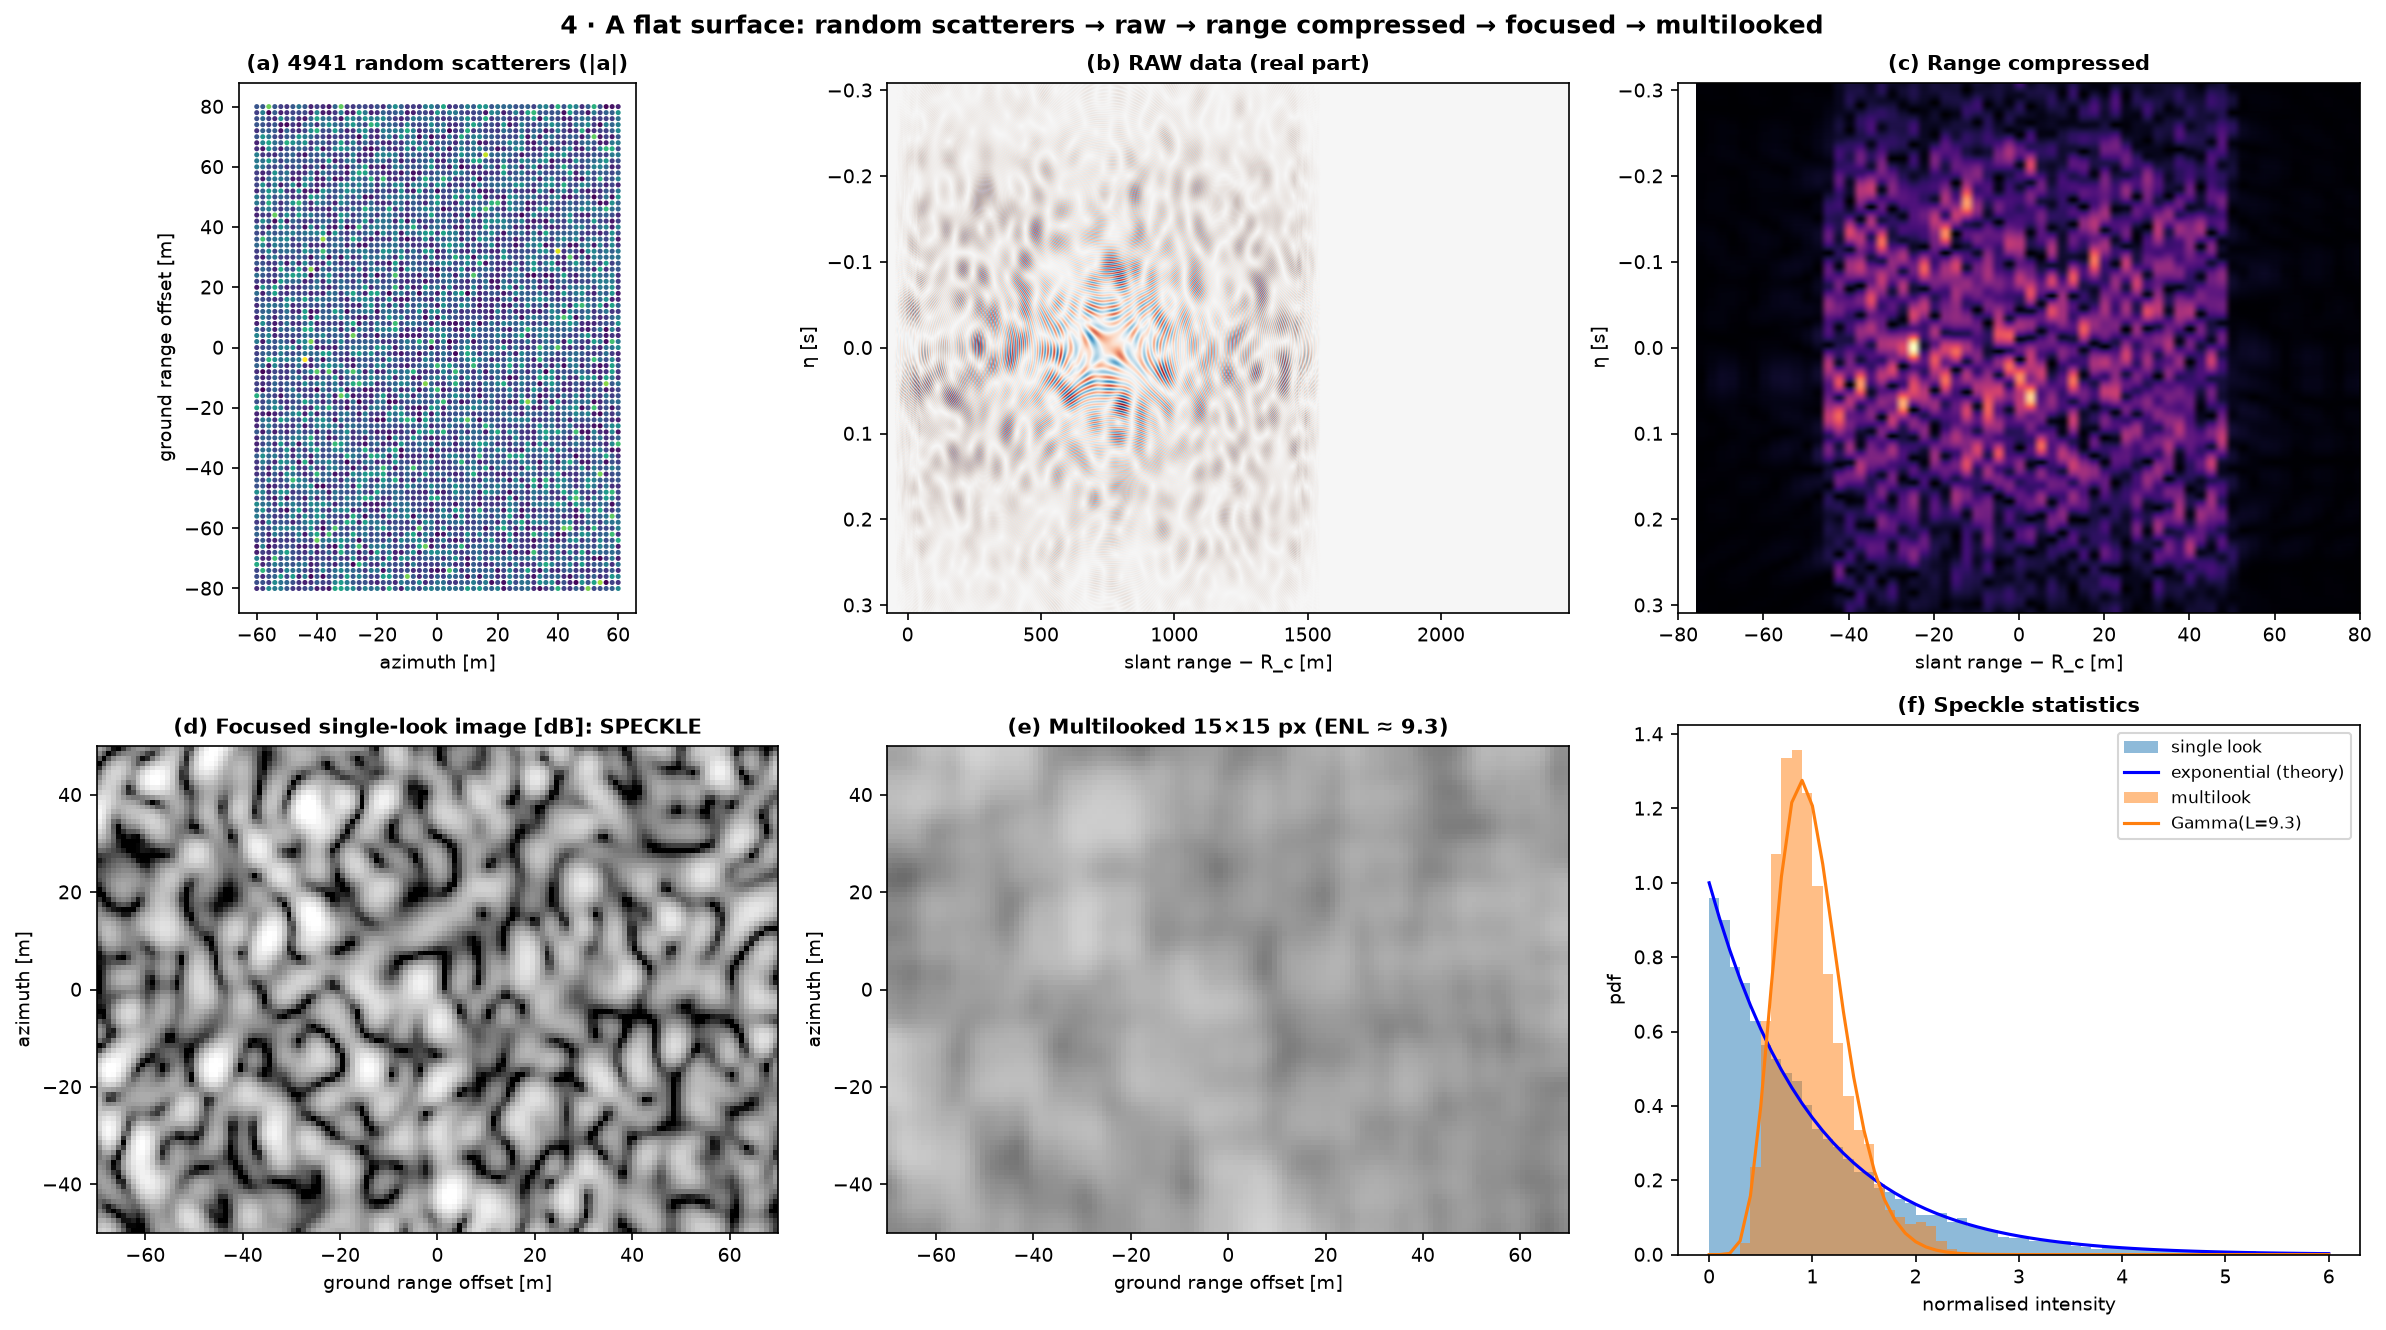 4 · A flat surface: random scatterers → raw → range compressed → focused → multilooked
(a) 4941 random scatterers (|a|)
80
60
40
20
0
−20
−40
−60
−80
ground range offset [m]
−60 −40 −20 0 20 40 60
azimuth [m]
(b) RAW data (real part)
−0.3
−0.2
−0.1
0.0
0.1
0.2
0.3
η [s]
0 500 1000 1500 2000
slant range − R_c [m]
(c) Range compressed
−0.3
−0.2
−0.1
0.0
0.1
0.2
0.3
η [s]
−80 −60 −40 −20 0 20 40 60 80
slant range − R_c [m]
(d) Focused single-look image [dB]: SPECKLE
40
20
0
−20
−40
azimuth [m]
−60 −40 −20 0 20 40 60
ground range offset [m]
(e) Multilooked 15×15 px (ENL ≈ 9.3)
40
20
0
−20
−40
azimuth [m]
−60 −40 −20 0 20 40 60
ground range offset [m]
(f) Speckle statistics
1.4
1.2
1.0
0.8
0.6
0.4
0.2
0.0
pdf
single look
exponential (theory)
multilook
Gamma(L=9.3)
0 1 2 3 4 5 6
normalised intensity